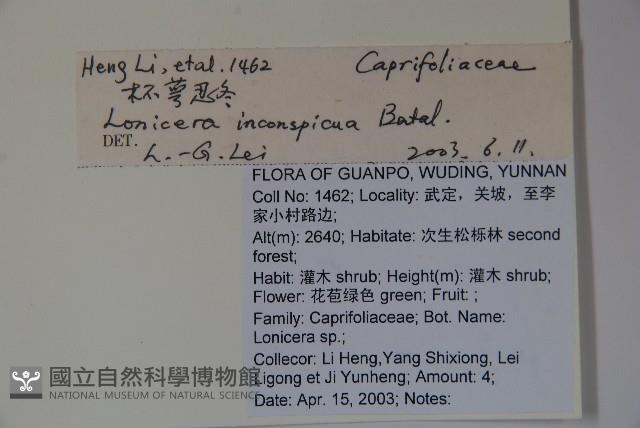 Heng Li, et al. 1462 Caprifoliaceae
杯萼忍冬
Lonicera inconspicua Batal.
DET. L.-G. Lei 2003. 6. 11.
FLORA OF GUANPO, WUDING, YUNNAN
Coll No: 1462; Locality: 武定，关坡，至李
家小村路边;
Alt(m): 2640; Habitate: 次生松栎林 second
forest;
Habit: 灌木 shrub; Height(m): 灌木 shrub;
Flower: 花苞绿色 green; Fruit: ;
Family: Caprifoliaceae; Bot. Name:
Lonicera sp.;
Collecor: Li Heng,Yang Shixiong, Lei
Ligong et Ji Yunheng; Amount: 4;
Date: Apr. 15, 2003; Notes:
國立自然科學博物館
NATIONAL MUSEUM OF NATURAL SCIENCE